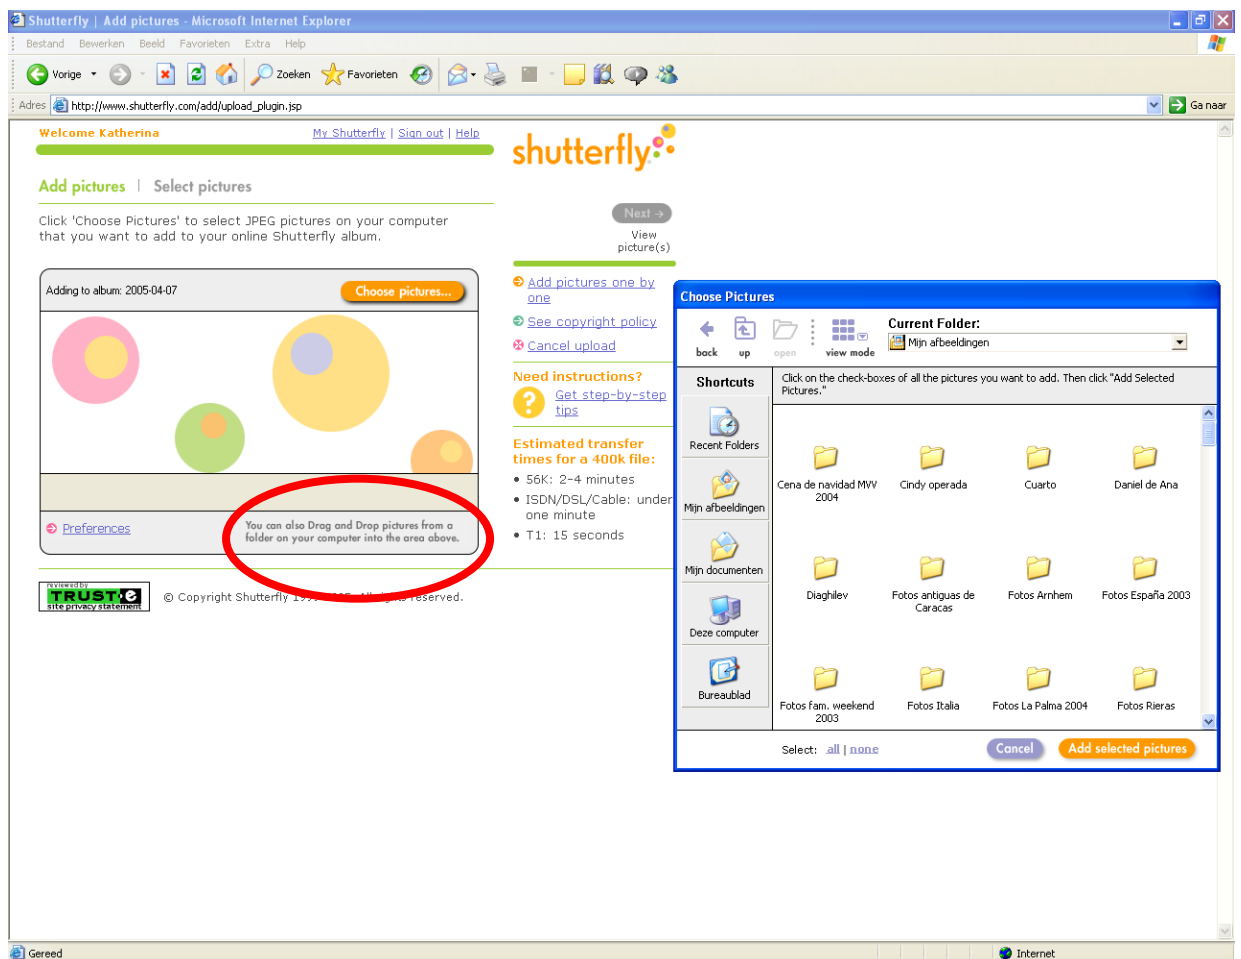 Shutterfly | Add pictures - Microsoft Internet Explorer
Bestand Bewerken Beeld Favorieten Extra Help
Vorige Zoeken Favorieten
Adres http://www.shutterfly.com/add/upload_plugin.jsp Ga naar
Welcome Katherina My Shutterfly | Sign out | Help
shutterfly
Add pictures | Select pictures
Click 'Choose Pictures' to select JPEG pictures on your computer
that you want to add to your online Shutterfly album.
Next →
View
picture(s)
Adding to album: 2005-04-07 Choose pictures...
Preferences
You can also Drag and Drop pictures from a
folder on your computer into the area above.
Add pictures one by
one
See copyright policy
Cancel upload
Need instructions?
? Get step-by-step
tips
Estimated transfer
times for a 400k file:
• 56K: 2-4 minutes
• ISDN/DSL/Cable: under
one minute
• T1: 15 seconds
reviewed by
TRUST e
site privacy statement
© Copyright Shutterfly reserved.
Choose Pictures
back up open view mode
Current Folder:
Mijn afbeeldingen
Shortcuts
Recent Folders
Mijn afbeeldingen
Mijn documenten
Deze computer
Bureaublad
Click on the check-boxes of all the pictures you want to add. Then click "Add Selected
Pictures."
Cena de navidad MVV Cindy operada Cuarto Daniel de Ana
2004
Diaghilev Fotos antiguas de Fotos Arnhem Fotos España 2003
Caracas
Fotos fam. weekend Fotos Italia Fotos La Palma 2004 Fotos Rieras
2003
Select: all | none Cancel Add selected pictures
Gereed Internet